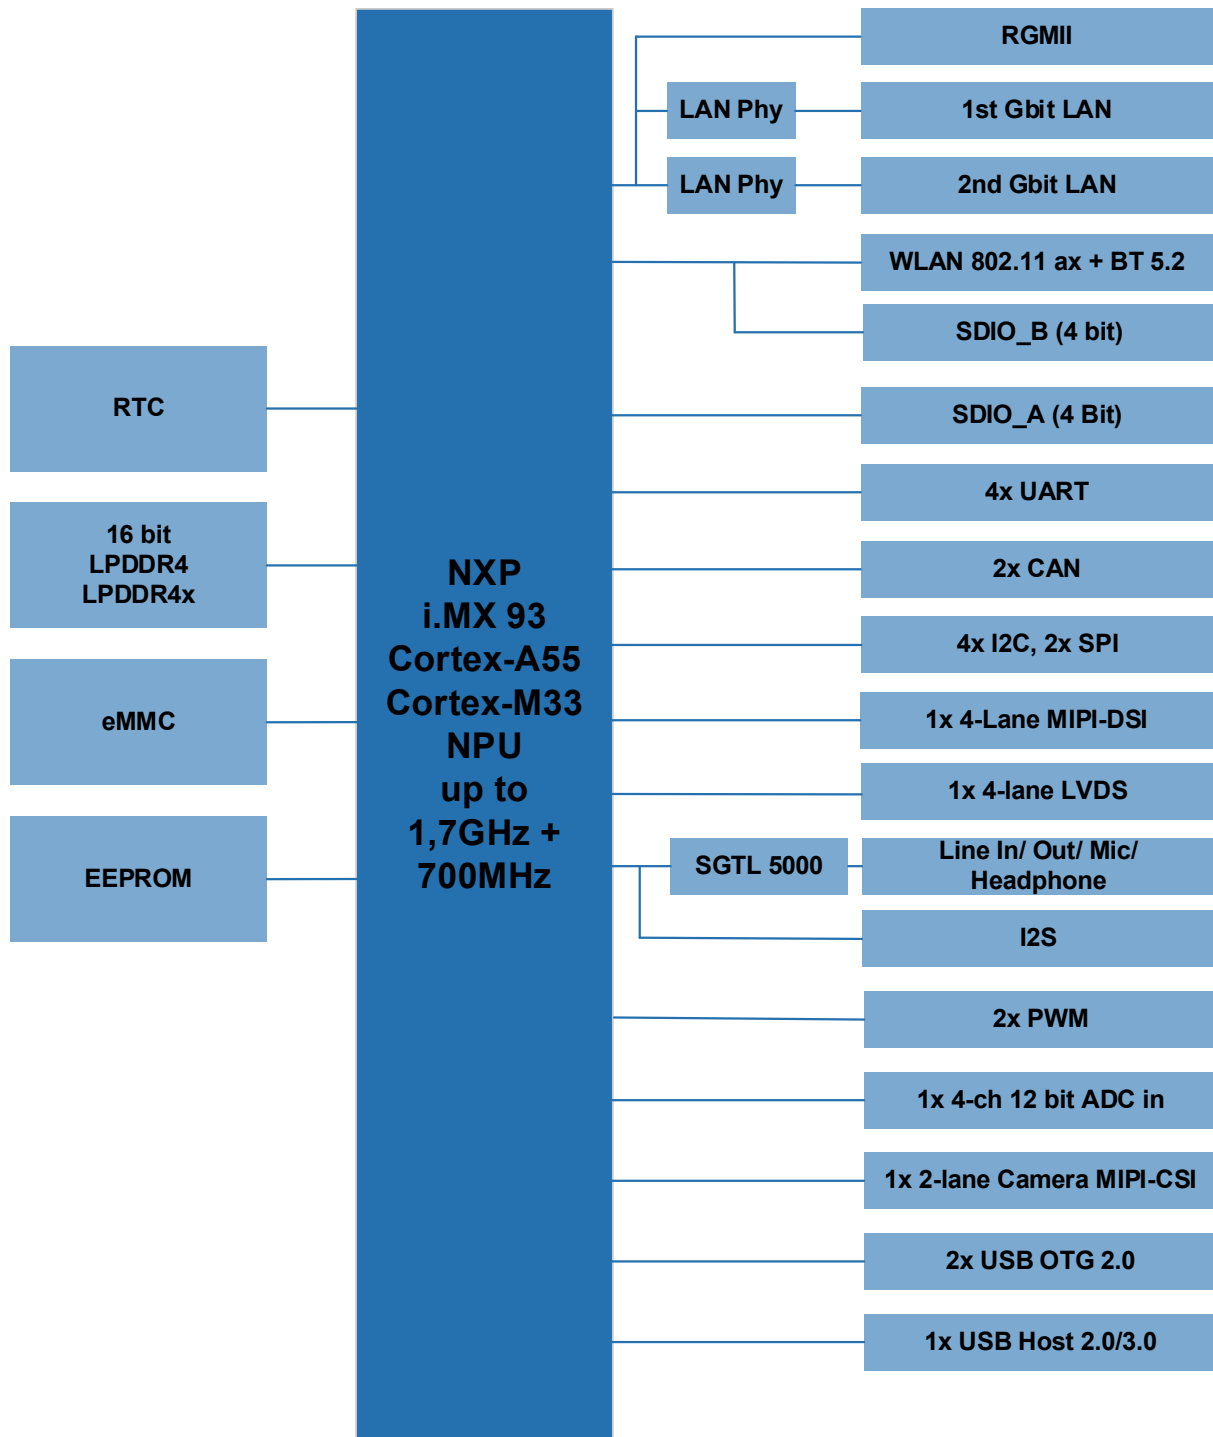 RTC
16 bit
LPDDR4
LPDDR4x
eMMC
EEPROM
NXP
i.MX 93
Cortex-A55
Cortex-M33
NPU
up to
1,7GHz +
700MHz
RGMII
LAN Phy
1st Gbit LAN
LAN Phy
2nd Gbit LAN
WLAN 802.11 ax + BT 5.2
SDIO_B (4 bit)
SDIO_A (4 Bit)
4x UART
2x CAN
4x I2C, 2x SPI
1x 4-Lane MIPI-DSI
1x 4-lane LVDS
SGTL 5000
Line In/ Out/ Mic/
Headphone
I2S
2x PWM
1x 4-ch 12 bit ADC in
1x 2-lane Camera MIPI-CSI
2x USB OTG 2.0
1x USB Host 2.0/3.0